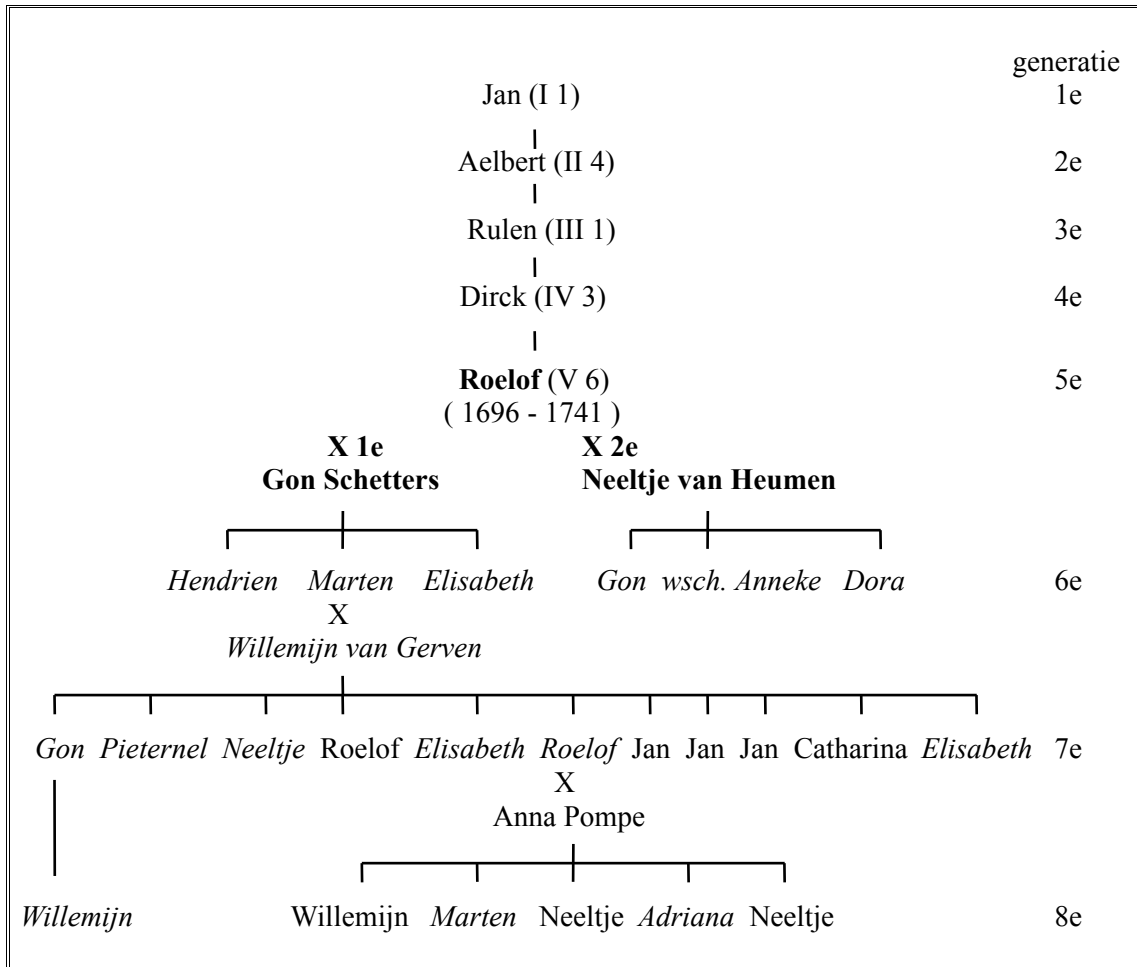 generatie
Jan (I 1) 1e
Aelbert (II 4) 2e
Rulen (III 1) 3e
Dirck (IV 3) 4e
Roelof (V 6) 5e
( 1696 - 1741 )
X 1e X 2e
Gon Schetters Neeltje van Heumen
Hendrien Marten Elisabeth Gon wsch. Anneke Dora 6e
X
Willemijn van Gerven
Gon Pieternel Neeltje Roelof Elisabeth Roelof Jan Jan Jan Catharina Elisabeth 7e
X
Anna Pompe
Willemijn Willemijn Marten Neeltje Adriana Neeltje 8e